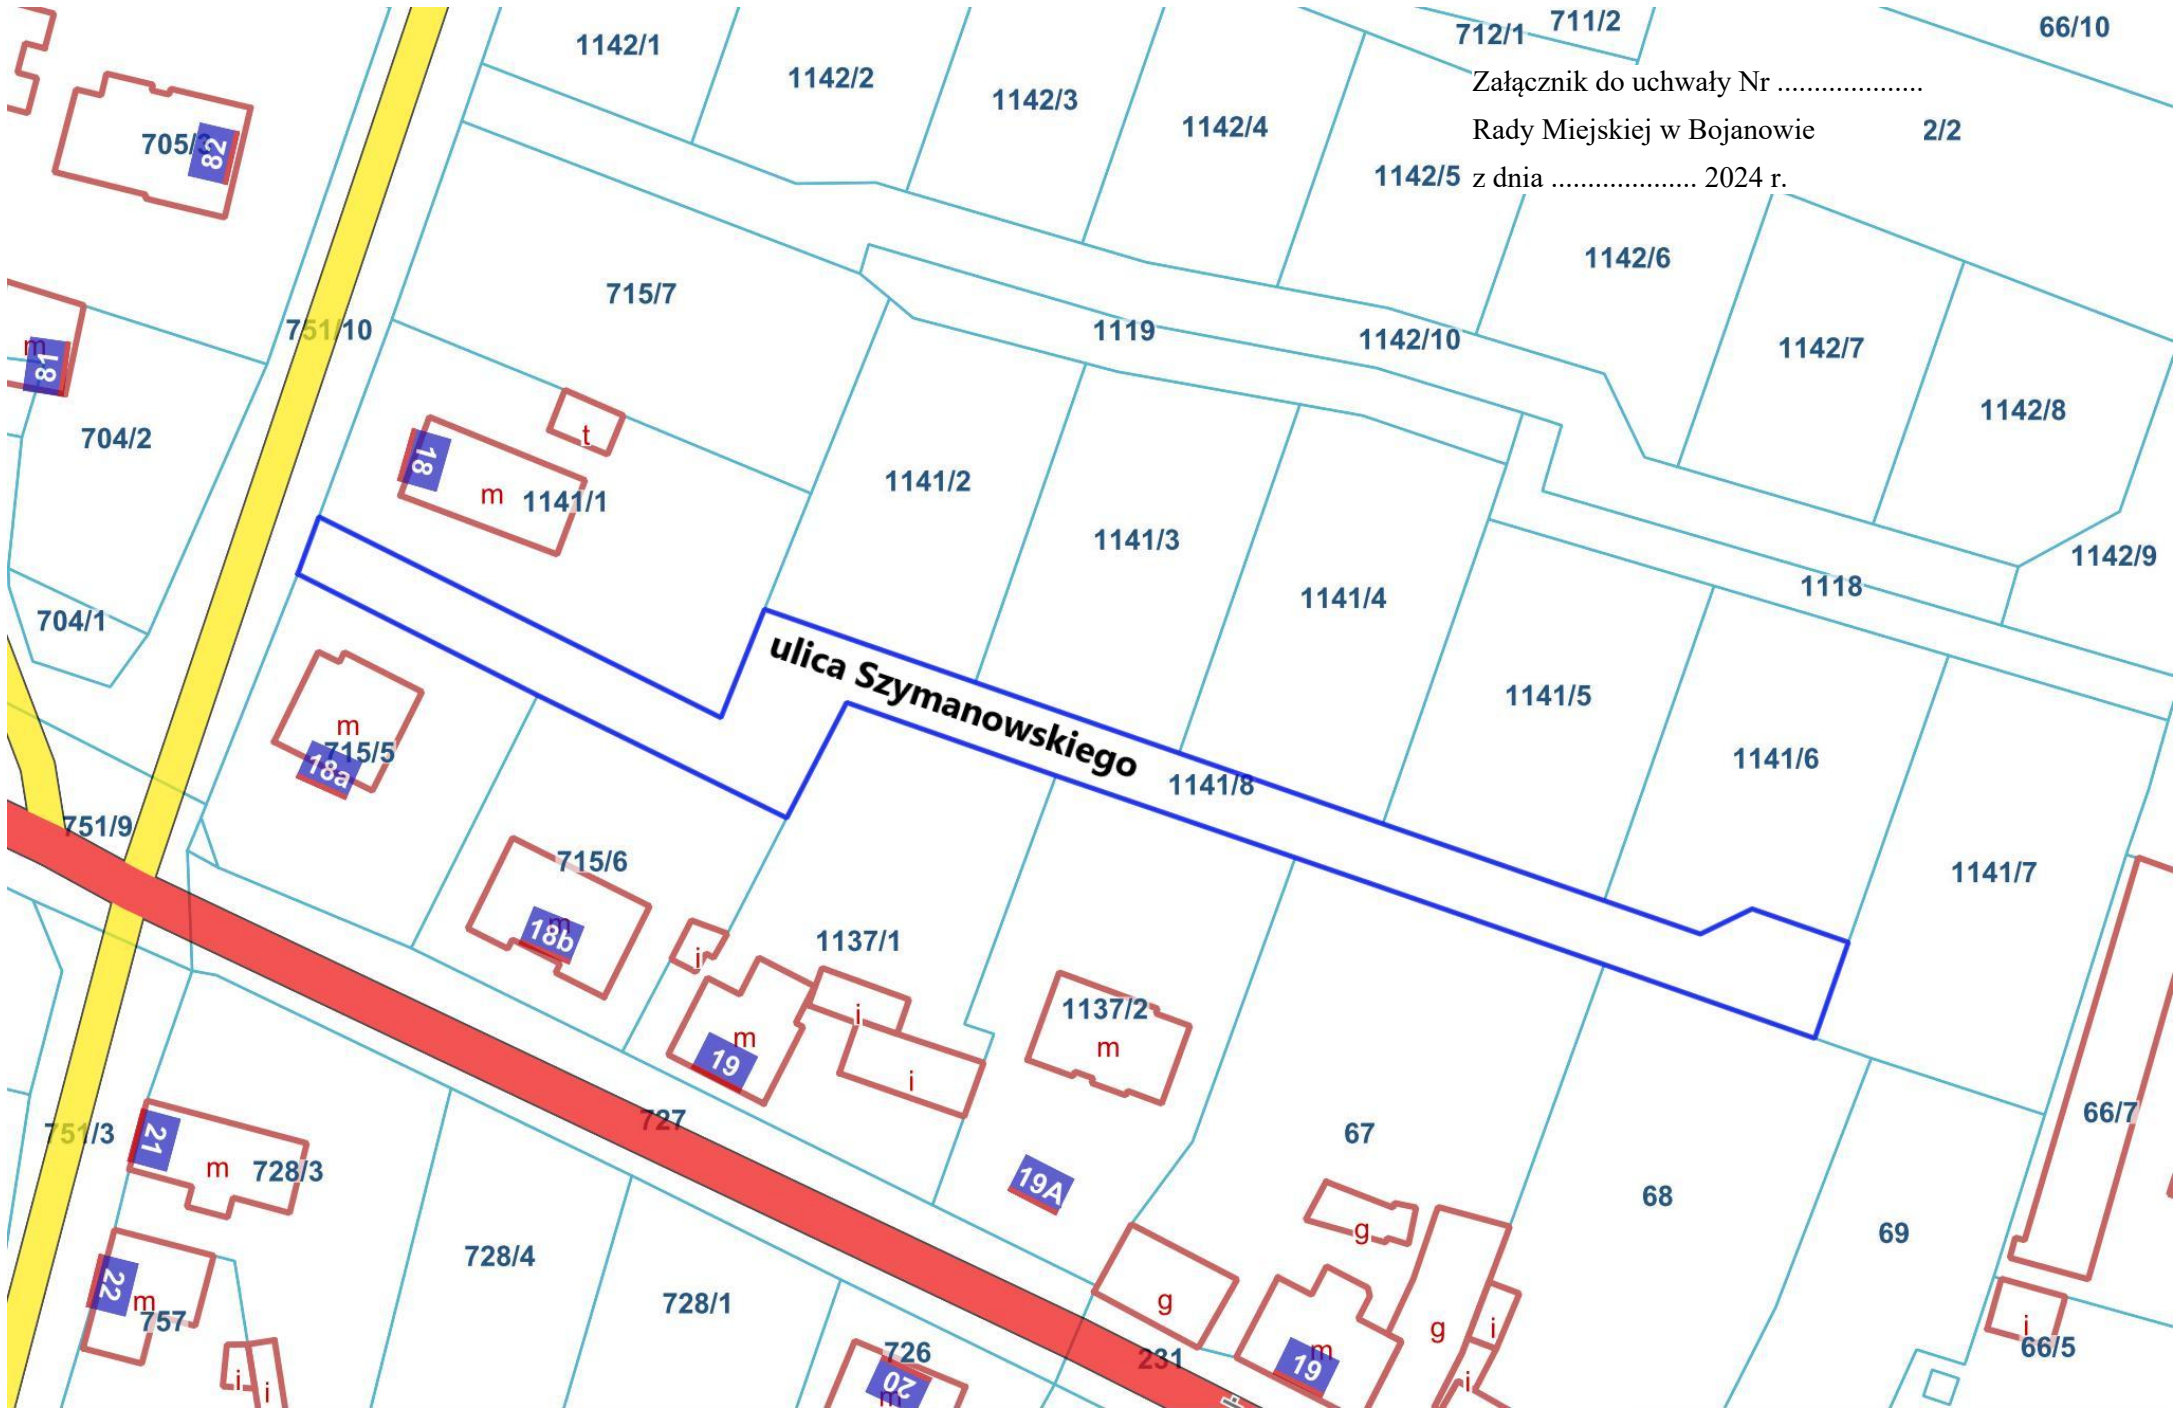 711/2
66/10
712/1
1142/1
1142/2
1142/3
1142/4
Załącznik do uchwały Nr ....................
Rady Miejskiej w Bojanowie
z dnia .................... 2024 r.
2/2
705/3
82
1142/5
1142/6
715/7
751/10
1119
1142/10
1142/7
m
81
1142/8
704/2
t
18
m
1141/1
1141/2
1141/3
1142/9
1118
1141/4
704/1
ulica Szymanowskiego
1141/5
m
715/5
18a
1141/6
1141/8
751/9
715/6
1141/7
m
18b
1137/1
i
i
1137/2
m
m
19
i
727
66/7
751/3
21
m
728/3
67
19A
68
g
69
728/4
22
m
757
728/1
g
g
i
m
i
66/5
726
231
19
20
m
i
i
i